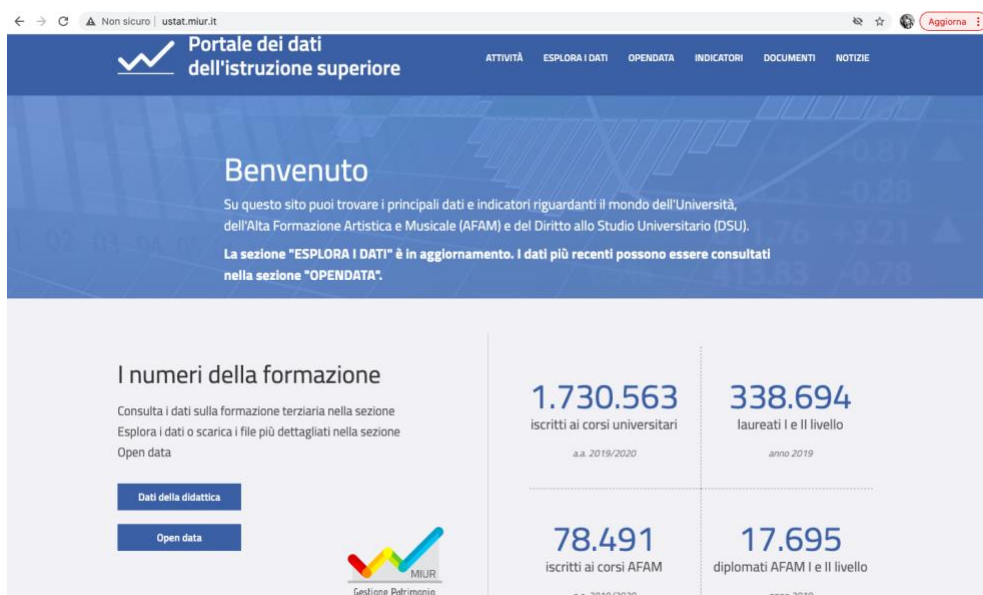 Non sicuro | ustat.miur.it
Aggiorna
Portale dei dati
dell'istruzione superiore
ATTIVITÀ ESPLORA I DATI OPENDATA INDICATORI DOCUMENTI NOTIZIE
Benvenuto
Su questo sito puoi trovare i principali dati e indicatori riguardanti il mondo dell'Università,
dell'Alta Formazione Artistica e Musicale (AFAM) e del Diritto allo Studio Universitario (DSU).
La sezione "ESPLORA I DATI" è in aggiornamento. I dati più recenti possono essere consultati
nella sezione "OPENDATA".
I numeri della formazione
Consulta i dati sulla formazione terziaria nella sezione
Esplora i dati o scarica i file più dettagliati nella sezione
Open data
Dati della didattica
Open data
MIUR
Gestione Patrimonio
1.730.563
iscritti ai corsi universitari
a.a. 2019/2020
338.694
laureati I e II livello
anno 2019
78.491
iscritti ai corsi AFAM
a.a. 2019/2020
17.695
diplomati AFAM I e II livello
anno 2019